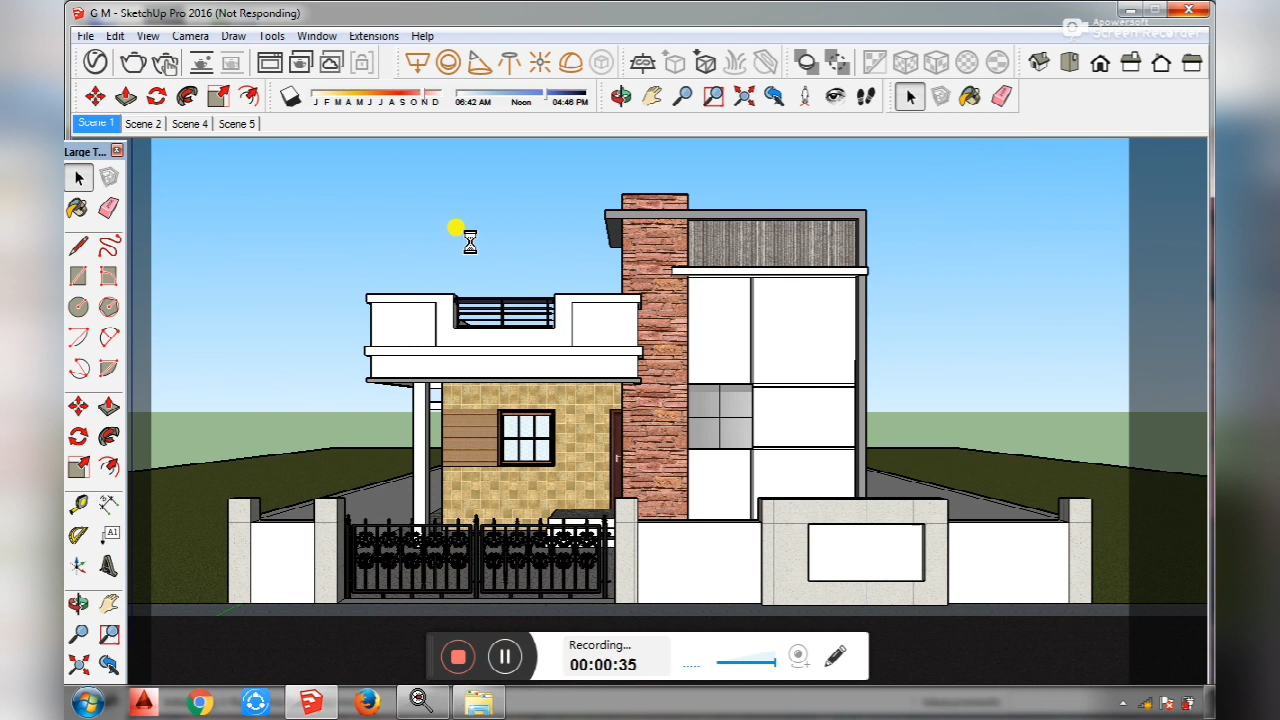 G M - SketchUp Pro 2016 (Not Responding)
Apowersoft
Screen Recorder
File Edit View Camera Draw Tools Window Extensions Help
J F M A M J J A S O N D
06:42 AM Noon 04:46 PM
Scene 1 Scene 2 Scene 4 Scene 5
Large T...
A1
Recording...
00:00:35